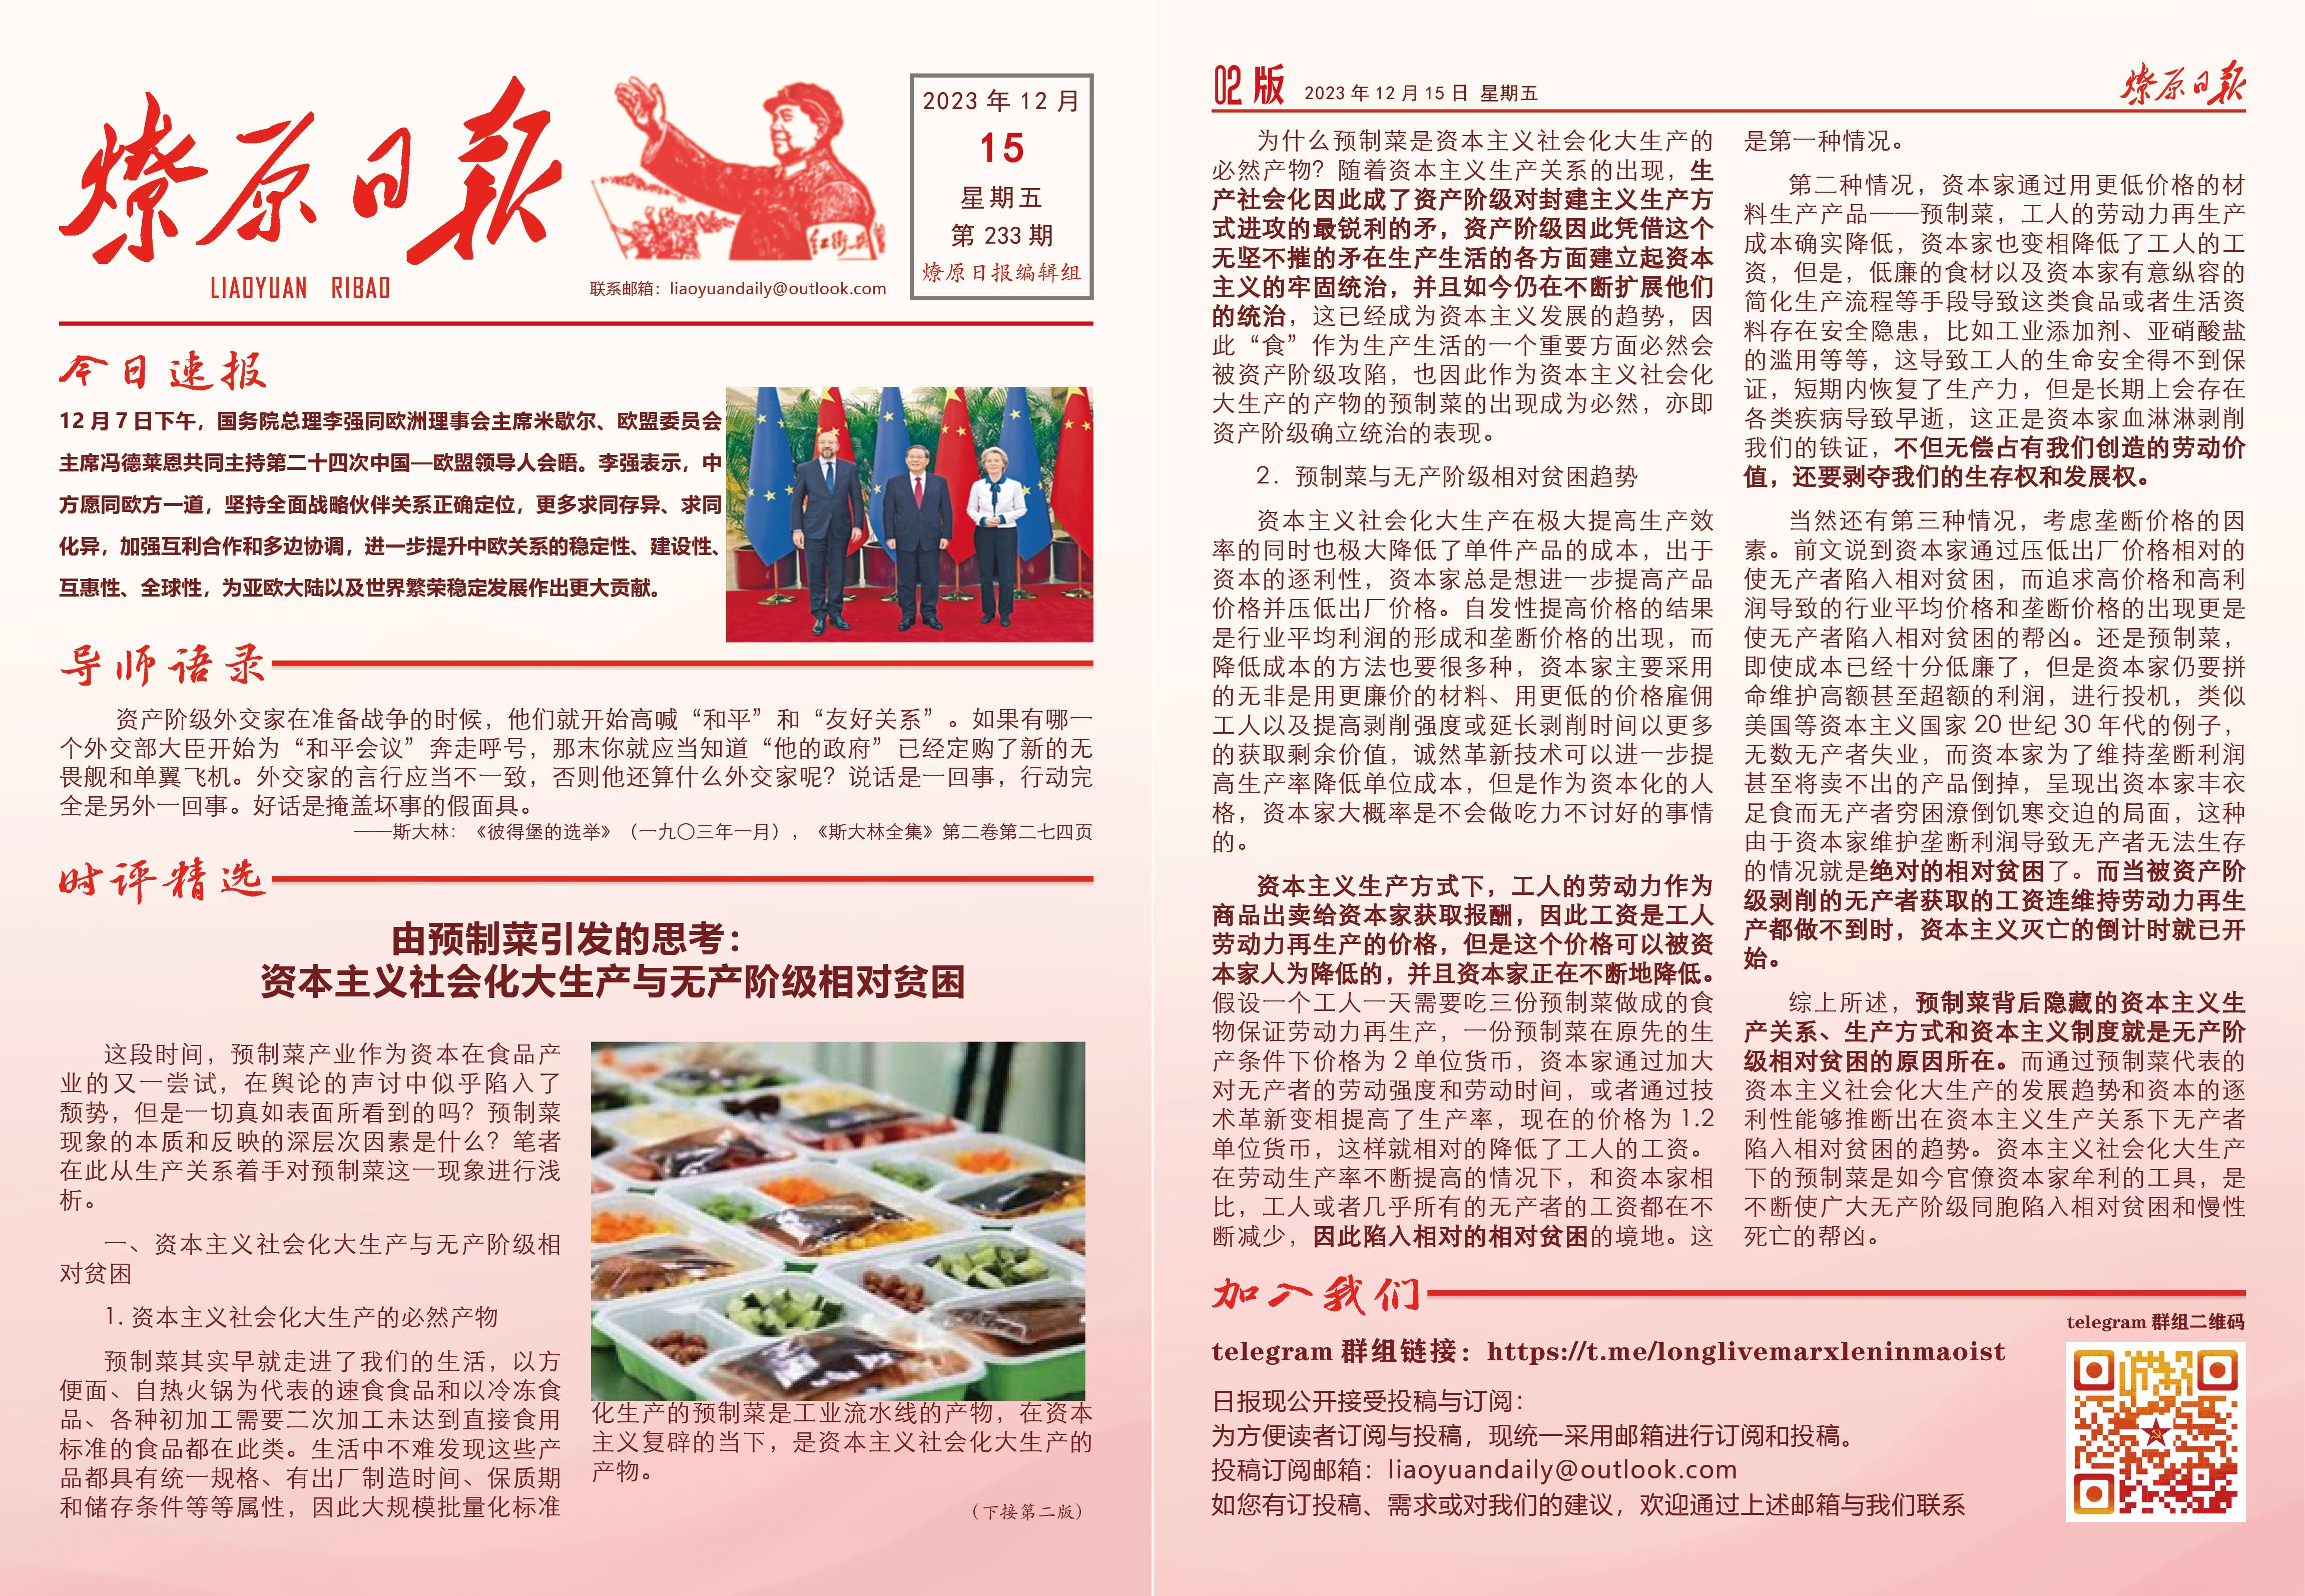 燎原日报
LIAOYUAN RIBAO
红衛兵
联系邮箱：liaoyuandaily@outlook.com
2023 年 12 月
15
星期五
第 233 期
燎原日报编辑组
今日速报
12 月 7 日下午，国务院总理李强同欧洲理事会主席米歇尔、欧盟委员会
主席冯德莱恩共同主持第二十四次中国—欧盟领导人会晤。李强表示，中
方愿同欧方一道，坚持全面战略伙伴关系正确定位，更多求同存异、求同
化异，加强互利合作和多边协调，进一步提升中欧关系的稳定性、建设性、
互惠性、全球性，为亚欧大陆以及世界繁荣稳定发展作出更大贡献。
导师语录
资产阶级外交家在准备战争的时候，他们就开始高喊“和平”和“友好关系”。如果有哪一
个外交部大臣开始为“和平会议”奔走呼号，那末你就应当知道“他的政府”已经定购了新的无
畏舰和单翼飞机。外交家的言行应当不一致，否则他还算什么外交家呢？说话是一回事，行动完
全是另外一回事。好话是掩盖坏事的假面具。
——斯大林：《彼得堡的选举》（一九〇三年一月），《斯大林全集》第二卷第二七四页
时评精选
由预制菜引发的思考：
资本主义社会化大生产与无产阶级相对贫困
这段时间，预制菜产业作为资本在食品产
业的又一尝试，在舆论的声讨中似乎陷入了
颓势，但是一切真如表面所看到的吗？预制菜
现象的本质和反映的深层次因素是什么？笔者
在此从生产关系着手对预制菜这一现象进行浅
析。
一、资本主义社会化大生产与无产阶级相
对贫困
1. 资本主义社会化大生产的必然产物
预制菜其实早就走进了我们的生活，以方
便面、自热火锅为代表的速食食品和以冷冻食
品、各种初加工需要二次加工未达到直接食用
标准的食品都在此类。生活中不难发现这些产
品都具有统一规格、有出厂制造时间、保质期
和储存条件等等属性，因此大规模批量化标准
化生产的预制菜是工业流水线的产物，在资本
主义复辟的当下，是资本主义社会化大生产的
产物。
（下接第二版）
02 版
2023 年 12 月 15 日 星期五
燎原日报
为什么预制菜是资本主义社会化大生产的
必然产物？随着资本主义生产关系的出现，生
产社会化因此成了资产阶级对封建主义生产方
式进攻的最锐利的矛，资产阶级因此凭借这个
无坚不摧的矛在生产生活的各方面建立起资本
主义的牢固统治，并且如今仍在不断扩展他们
的统治，这已经成为资本主义发展的趋势，因
此“食”作为生产生活的一个重要方面必然会
被资产阶级攻陷，也因此作为资本主义社会化
大生产的产物的预制菜的出现成为必然，亦即
资产阶级确立统治的表现。
2. 预制菜与无产阶级相对贫困趋势
资本主义社会化大生产在极大提高生产效
率的同时也极大降低了单件产品的成本，出于
资本的逐利性，资本家总是想进一步提高产品
价格并压低出厂价格。自发性提高价格的结果
是行业平均利润的形成和垄断价格的出现，而
降低成本的方法也要很多种，资本家主要采用
的无非是用更廉价的材料、用更低的价格雇佣
工人以及提高剥削强度或延长剥削时间以更多
的获取剩余价值，诚然革新技术可以进一步提
高生产率降低单位成本，但是作为资本化的人
格，资本家大概率是不会做吃力不讨好的事情
的。
资本主义生产方式下，工人的劳动力作为
商品出卖给资本家获取报酬，因此工资是工人
劳动力再生产的价格，但是这个价格可以被资
本家人为降低的，并且资本家正在不断地降低。
假设一个工人一天需要吃三份预制菜做成的食
物保证劳动力再生产，一份预制菜在原先的生
产条件下价格为 2 单位货币，资本家通过加大
对无产者的劳动强度和劳动时间，或者通过技
术革新变相提高了生产率，现在的价格为 1.2
单位货币，这样就相对的降低了工人的工资。
在劳动生产率不断提高的情况下，和资本家相
比，工人或者几乎所有的无产者的工资都在不
断减少，因此陷入相对的相对贫困的境地。这
是第一种情况。
第二种情况，资本家通过用更低价格的材
料生产产品——预制菜，工人的劳动力再生产
成本确实降低，资本家也变相降低了工人的工
资，但是，低廉的食材以及资本家有意纵容的
简化生产流程等手段导致这类食品或者生活资
料存在安全隐患，比如工业添加剂、亚硝酸盐
的滥用等等，这导致工人的生命安全得不到保
证，短期内恢复了生产力，但是长期上会存在
各类疾病导致早逝，这正是资本家血淋淋剥削
我们的铁证，不但无偿占有我们创造的劳动价
值，还要剥夺我们的生存权和发展权。
当然还有第三种情况，考虑垄断价格的因
素。前文说到资本家通过压低出厂价格相对的
使无产者陷入相对贫困，而追求高价格和高利
润导致的行业平均价格和垄断价格的出现更是
使无产者陷入相对贫困的帮凶。还是预制菜，
即使成本已经十分低廉了，但是资本家仍要拼
命维护高额甚至超额的利润，进行投机，类似
美国等资本主义国家 20 世纪 30 年代的例子，
无数无产者失业，而资本家为了维持垄断利润
甚至将卖不出的产品倒掉，呈现出资本家丰衣
足食而无产者穷困潦倒饥寒交迫的局面，这种
由于资本家维护垄断利润导致无产者无法生存
的情况就是绝对的相对贫困了。而当被资产阶
级剥削的无产者获取的工资连维持劳动力再生
产都做不到时，资本主义灭亡的倒计时就已开
始。
综上所述，预制菜背后隐藏的资本主义生
产关系、生产方式和资本主义制度就是无产阶
级相对贫困的原因所在。而通过预制菜代表的
资本主义社会化大生产的发展趋势和资本的逐
利性能够推断出在资本主义生产关系下无产者
陷入相对贫困的趋势。资本主义社会化大生产
下的预制菜是如今官僚资本家牟利的工具，是
不断使广大无产阶级同胞陷入相对贫困和慢性
死亡的帮凶。
加入我们
telegram 群组链接：https://t.me/longlivemarxleninmaoist
日报现公开接受投稿与订阅：
为方便读者订阅与投稿，现统一采用邮箱进行订阅和投稿。
投稿订阅邮箱：liaoyuandaily@outlook.com
如您有订投稿、需求或对我们的建议，欢迎通过上述邮箱与我们联系
telegram 群组二维码